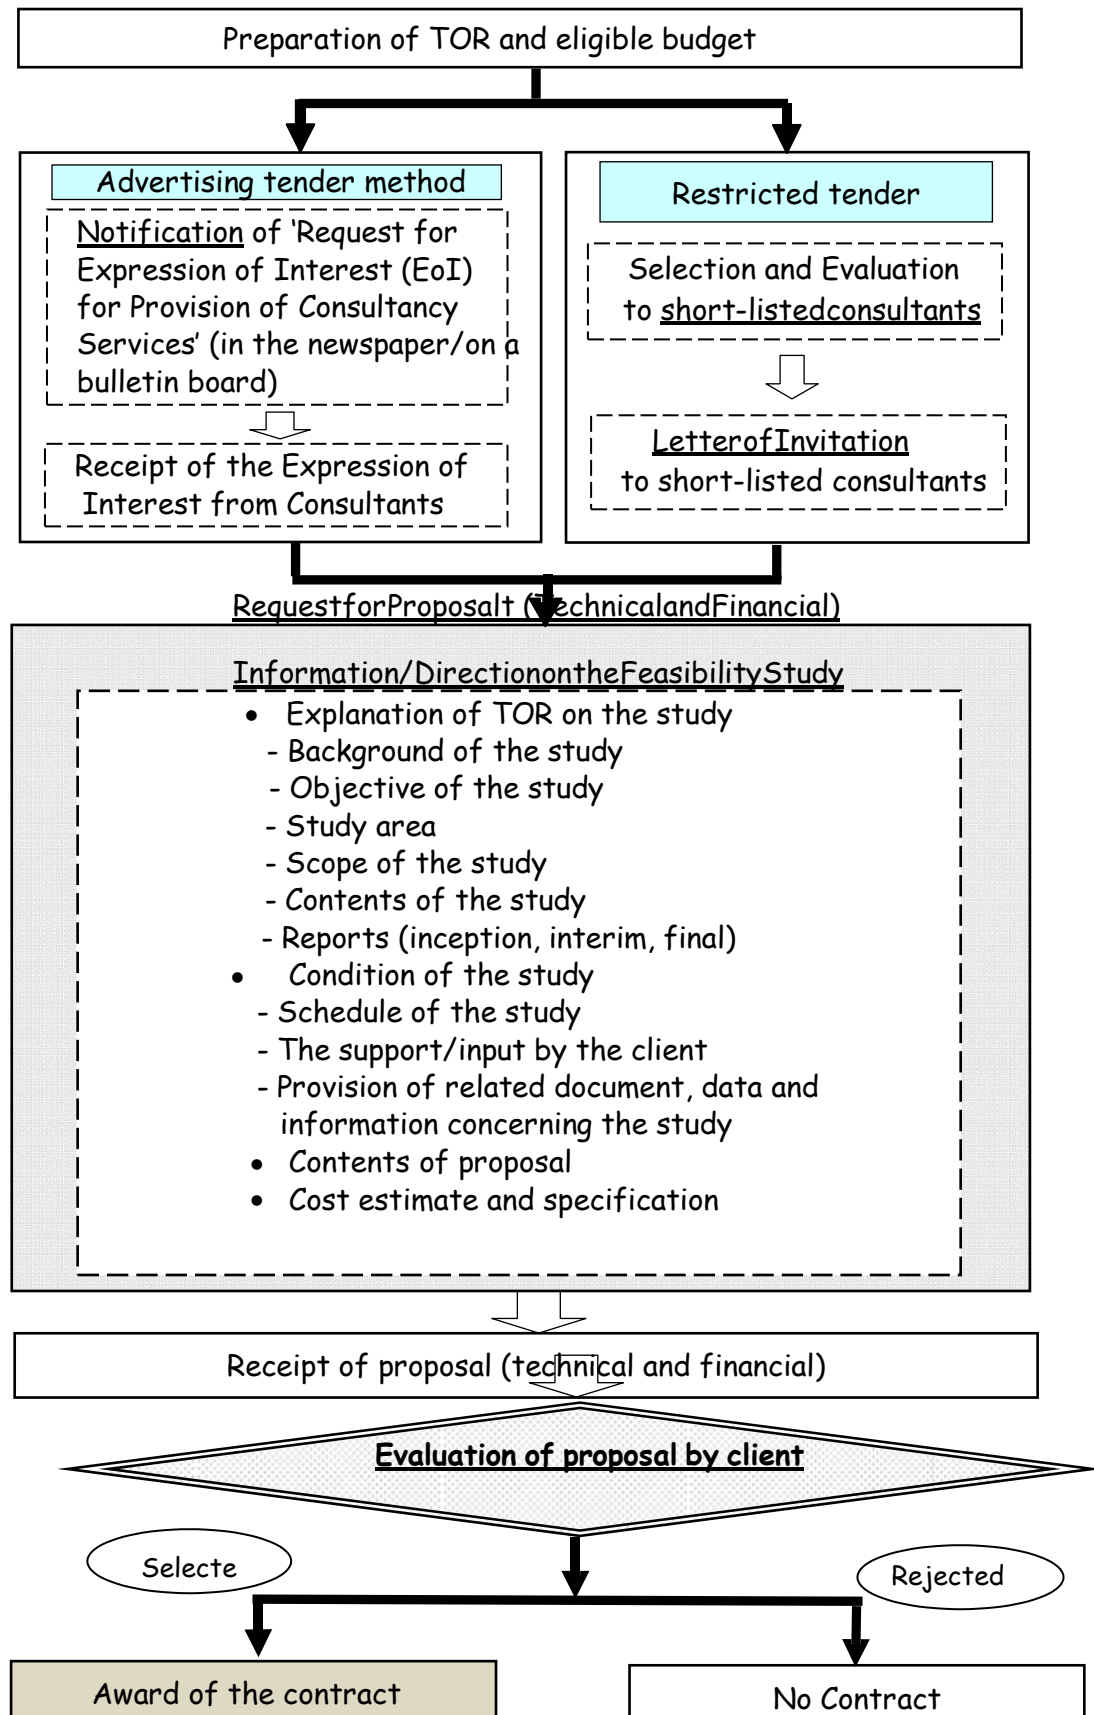 Preparation of TOR and eligible budget
Advertising tender method
Notification of ‘Request for
Expression of Interest (EoI)
for Provision of Consultancy
Services’ (in the newspaper/on a
bulletin board)
Receipt of the Expression of
Interest from Consultants
Restricted tender
Selection and Evaluation
to short-listedconsultants
LetterofInvitation
to short-listed consultants
RequestforProposalt (TechnicalandFinancial)
Information/DirectionontheFeasibilityStudy
• Explanation of TOR on the study
- Background of the study
- Objective of the study
- Study area
- Scope of the study
- Contents of the study
- Reports (inception, interim, final)
• Condition of the study
- Schedule of the study
- The support/input by the client
- Provision of related document, data and
information concerning the study
• Contents of proposal
• Cost estimate and specification
Receipt of proposal (technical and financial)
Evaluation of proposal by client
Selecte
Rejected
Award of the contract
No Contract